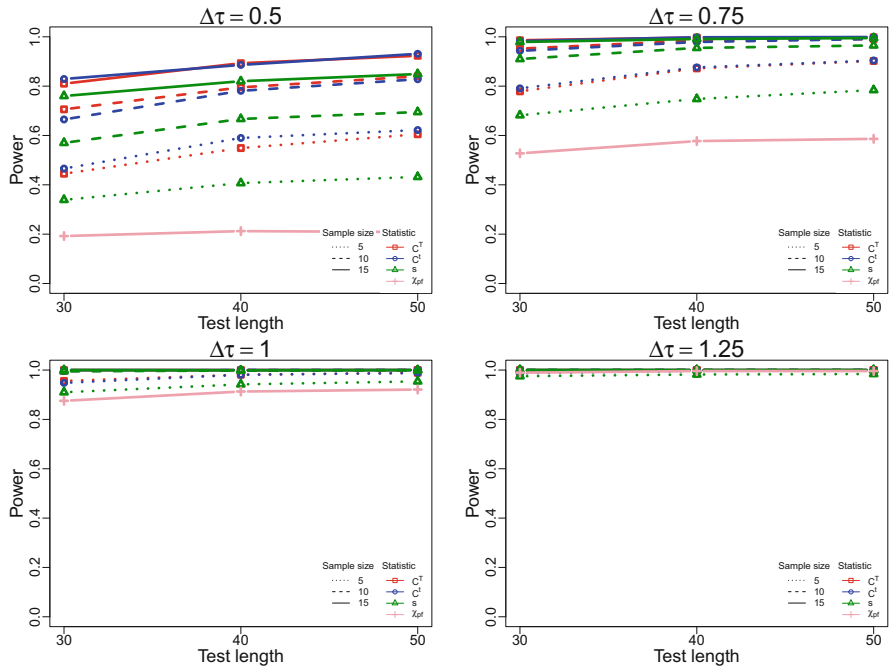 Δτ = 0.5
Power
0.0
0.2
0.4
0.6
0.8
1.0
30
40
50
Test length
Sample size
5
10
15
Statistic
C^T
C^t
s
χpf
Δτ = 0.75
Power
0.0
0.2
0.4
0.6
0.8
1.0
30
40
50
Test length
Sample size
5
10
15
Statistic
C^T
C^t
s
χpf
Δτ = 1
Power
0.0
0.2
0.4
0.6
0.8
1.0
30
40
50
Test length
Sample size
5
10
15
Statistic
C^T
C^t
s
χpf
Δτ = 1.25
Power
0.0
0.2
0.4
0.6
0.8
1.0
30
40
50
Test length
Sample size
5
10
15
Statistic
C^T
C^t
s
χpf